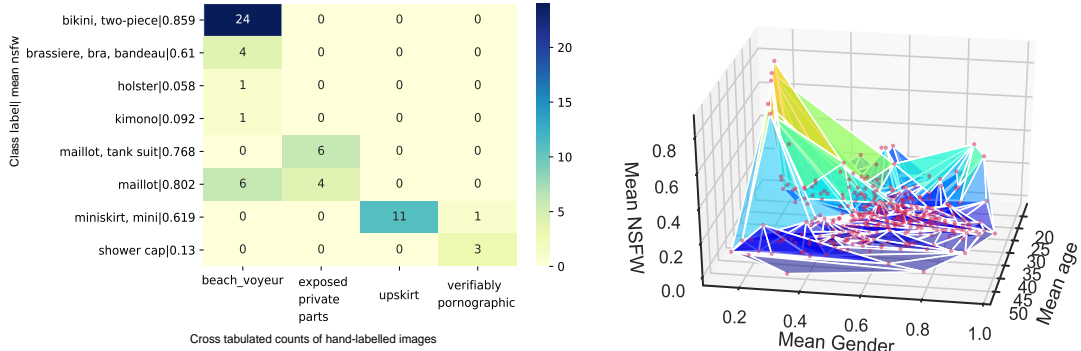 Class label| mean nsfw
bikini, two-piece|0.859
24 0 0 0
brassiere, bra, bandeau|0.61
4 0 0 0
holster|0.058
1 0 0 0
kimono|0.092
1 0 0 0
maillot, tank suit|0.768
0 6 0 0
maillot|0.802
6 4 0 0
miniskirt, mini|0.619
0 0 11 1
shower cap|0.13
0 0 0 3
beach_voyeur
exposed
private
parts
upskirt
verifiably
pornographic
Cross tabulated counts of hand-labelled images
20
15
10
5
0
Mean NSFW
0.8
0.6
0.4
0.2
0.0
0.2 0.4 0.6 0.8 1.0
Mean Gender
20
25
30
35
40
45
50
Mean age